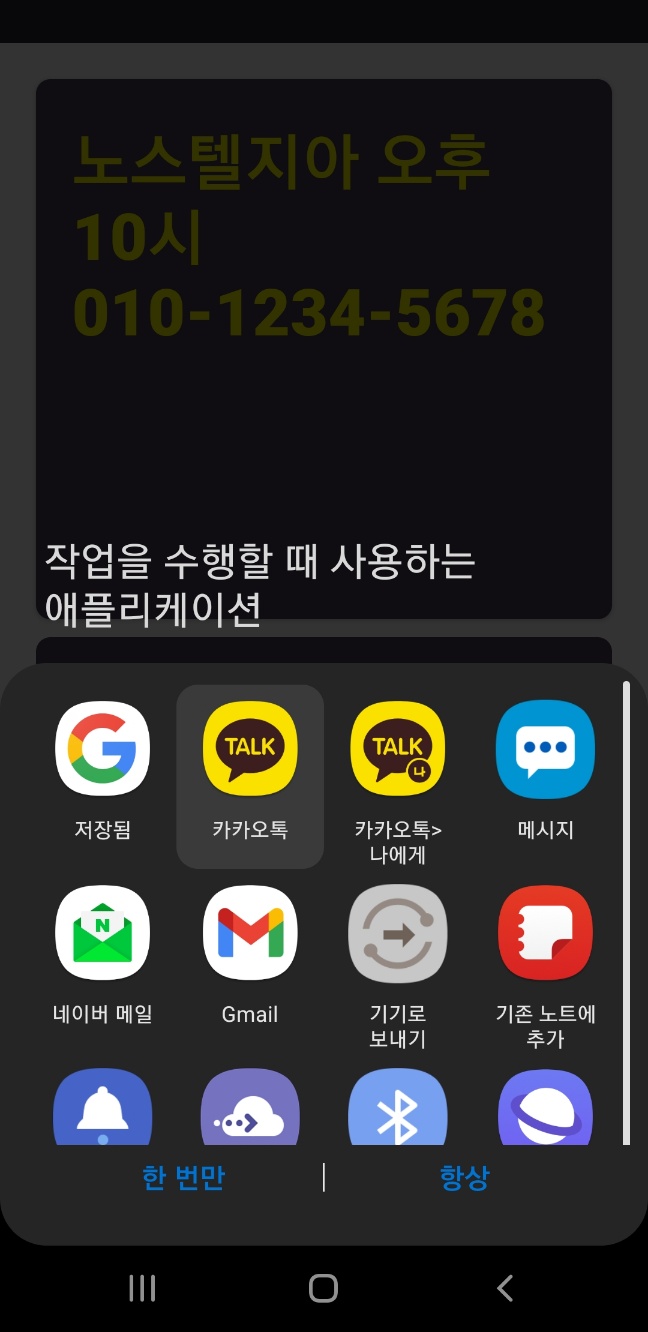 노스텔지아 오후
10시
010-1234-5678
작업을 수행할 때 사용하는
애플리케이션
TALK
TALK
나
저장됨
카카오톡
카카오톡>
나에게
메시지
N
네이버 메일
Gmail
기기로
보내기
기존 노트에
추가
한 번만
항상